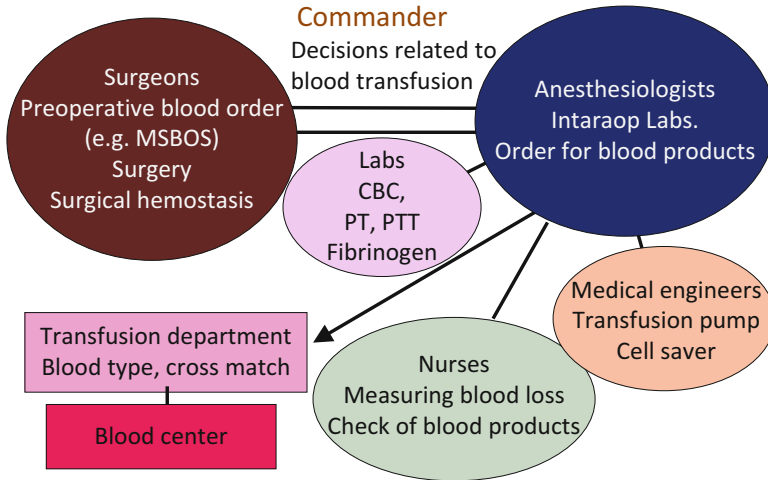 Commander
Decisions related to
blood transfusion
Surgeons
Preoperative blood order
(e.g. MSBOS)
Surgery
Surgical hemostasis
Anesthesiologists
Intaraop Labs.
Order for blood products
Labs
CBC,
PT, PTT
Fibrinogen
Medical engineers
Transfusion pump
Cell saver
Transfusion department
Blood type, cross match
Nurses
Measuring blood loss
Check of blood products
Blood center